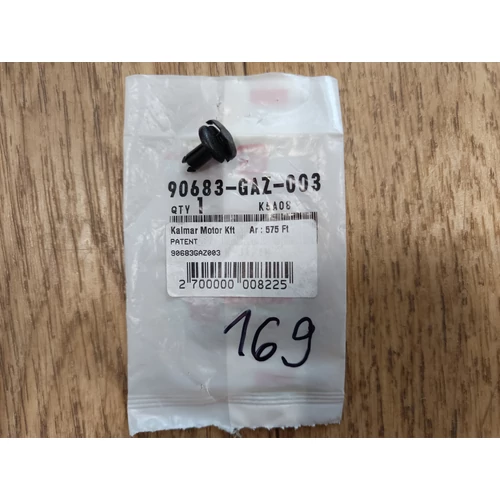 90683-GAZ-003
QTY 1 K5A08
Kalmar Motor Kft Ar : 575 Ft
PATENT
90683GAZ003
2 700000 008225
169